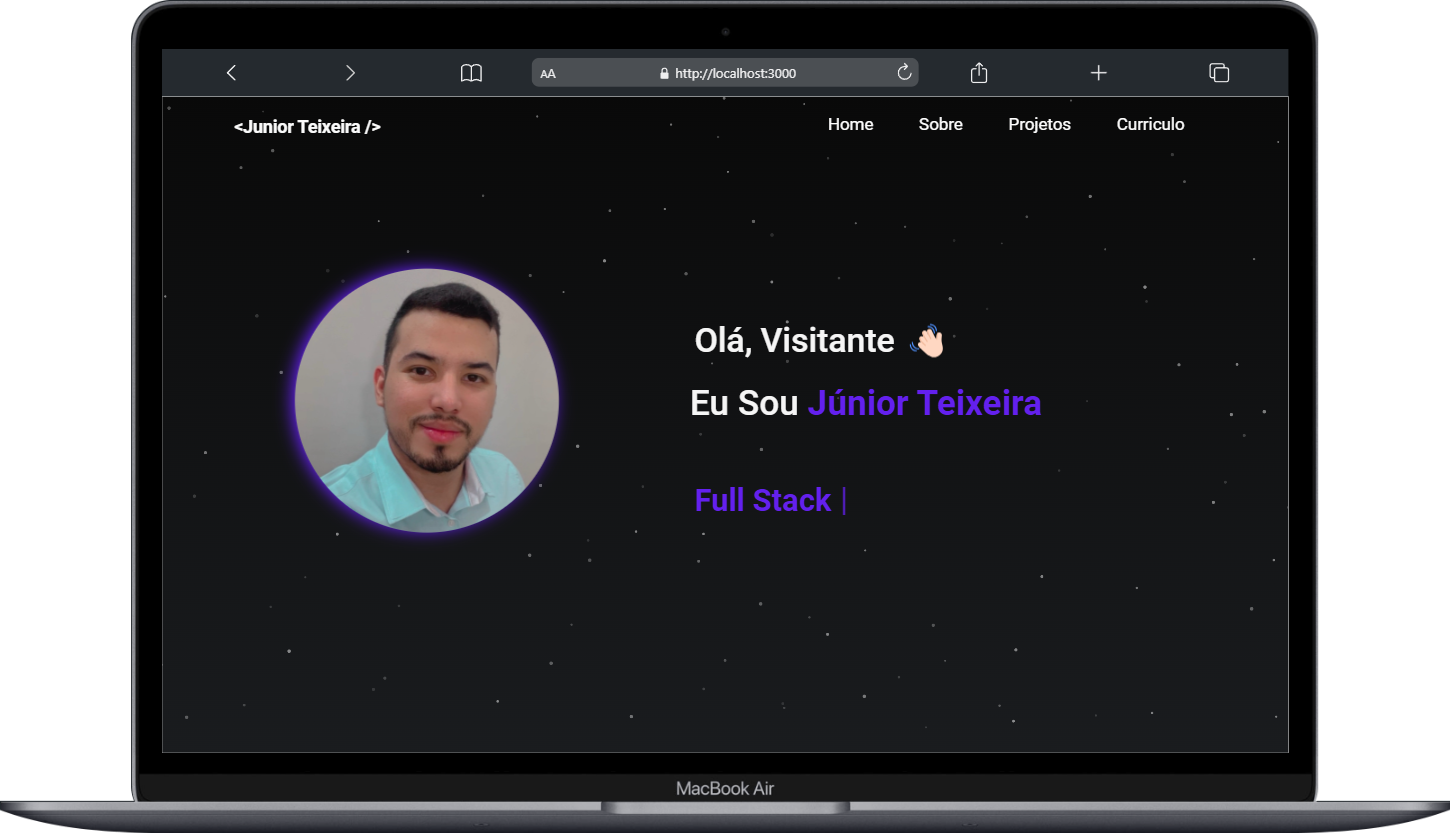 AA http://localhost:3000
<Junior Teixeira /> Home Sobre Projetos Curriculo
Olá, Visitante 👋🏻
Eu Sou Júnior Teixeira
Full Stack |
MacBook Air